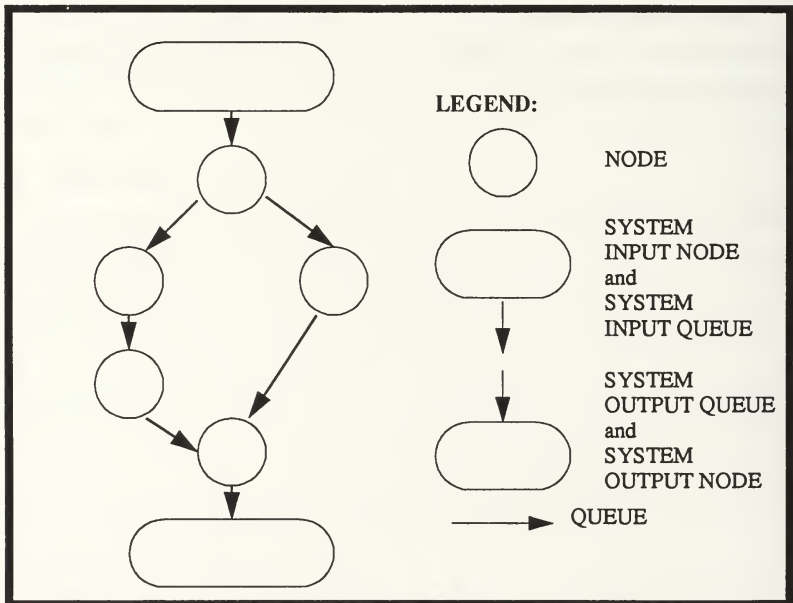 LEGEND:
NODE
SYSTEM
INPUT NODE
and
SYSTEM
INPUT QUEUE
SYSTEM
OUTPUT QUEUE
and
SYSTEM
OUTPUT NODE
QUEUE